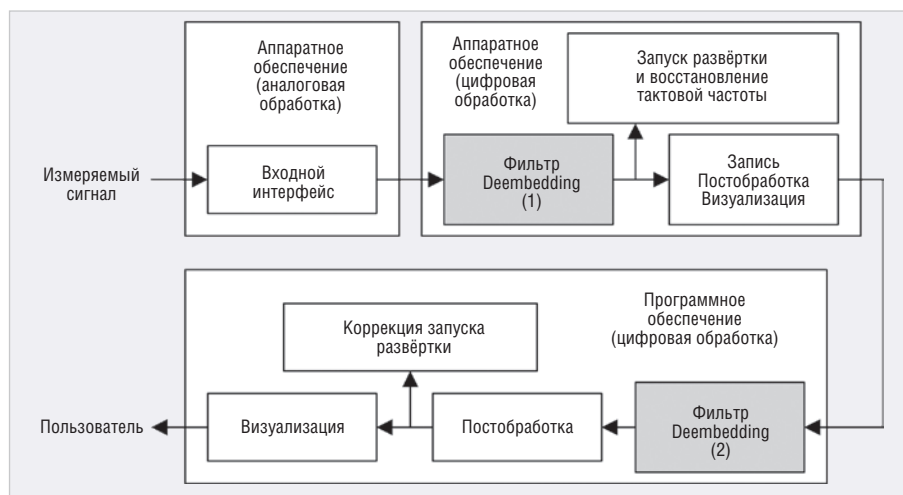 Аппаратное
обеспечение
(аналоговая
обработка)
Аппаратное
обеспечение
(цифровая
обработка)
Запуск развёртки
и восстановление
тактовой частоты
Измеряемый
сигнал
Входной
интерфейс
Фильтр
Deembedding
(1)
Запись
Постобработка
Визуализация
Программное
обеспечение
(цифровая обработка)
Коррекция запуска
развёртки
Пользователь
Визуализация
Постобработка
Фильтр
Deembedding
(2)